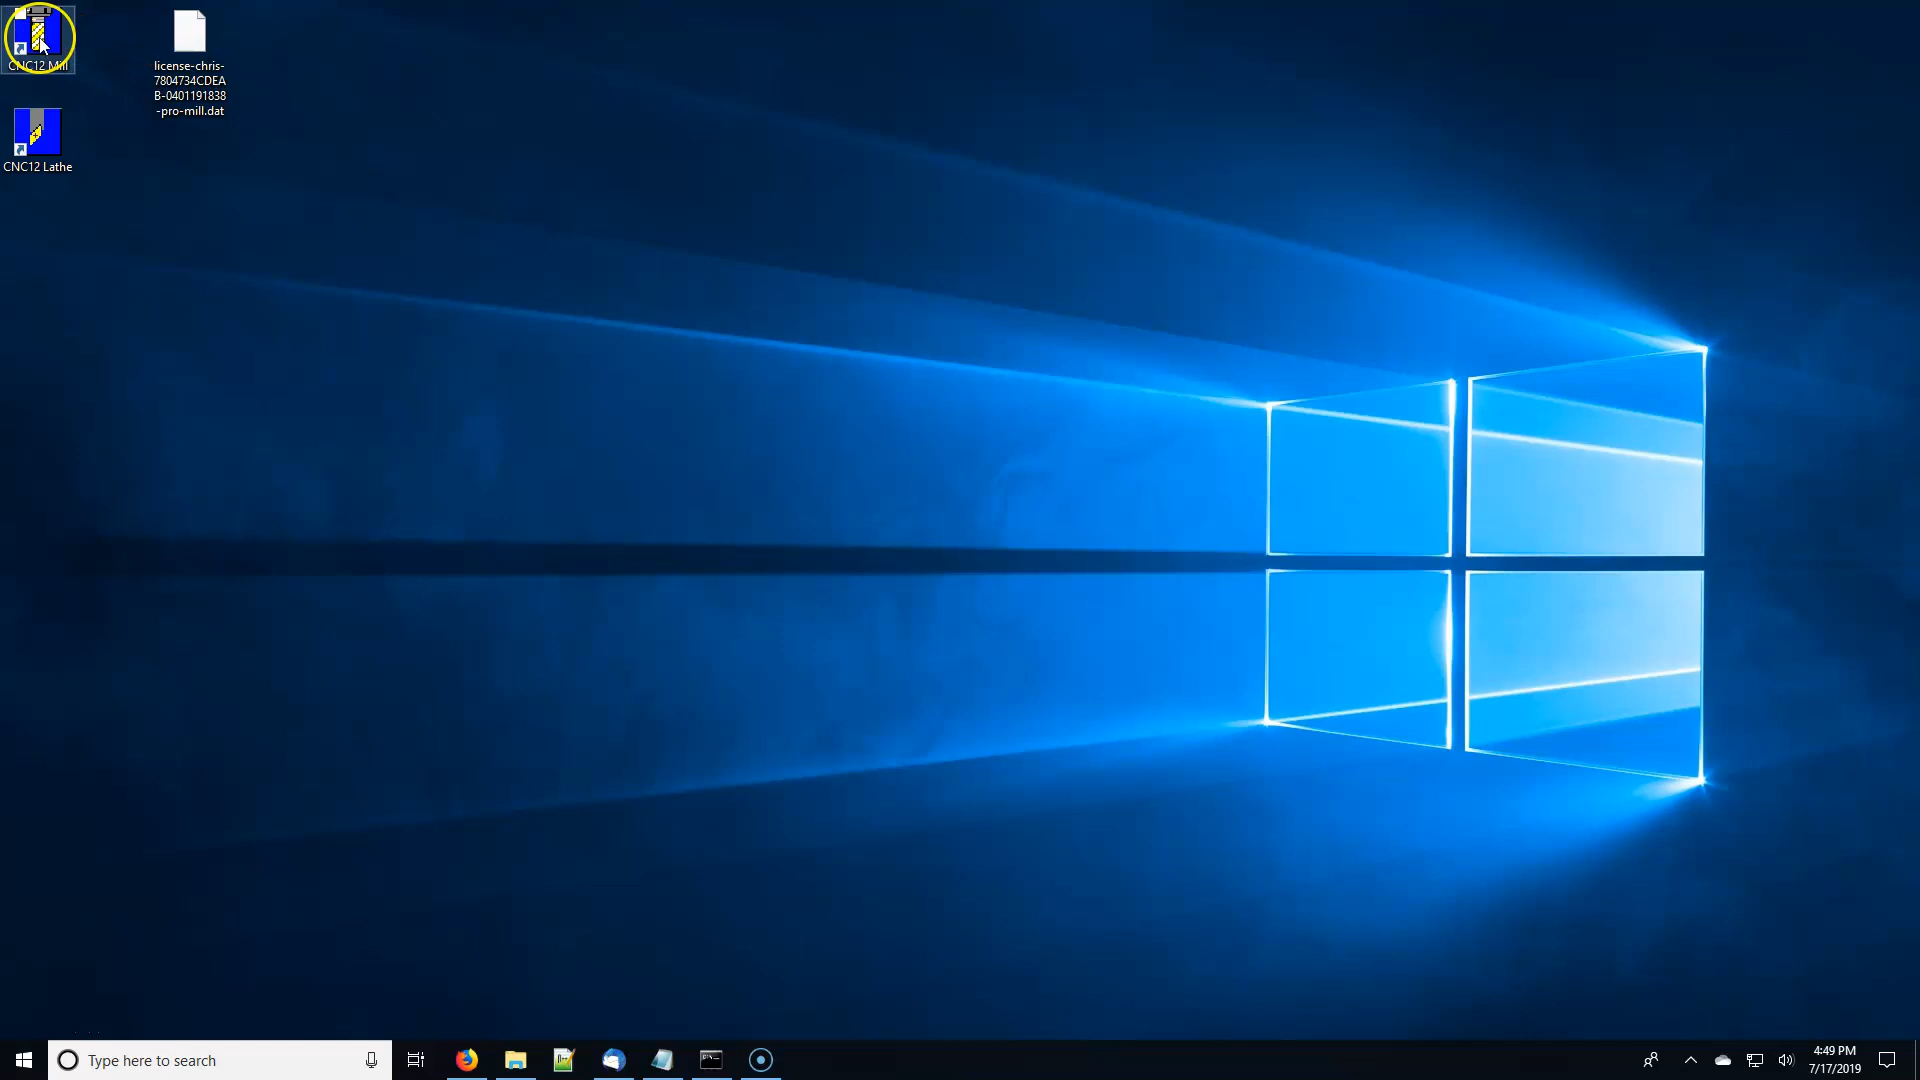 CNC12 Mill
license-chris-
7804734CDEA
B-0401191838
-pro-mill.dat
CNC12 Lathe
Type here to search
4:49 PM
7/17/2019